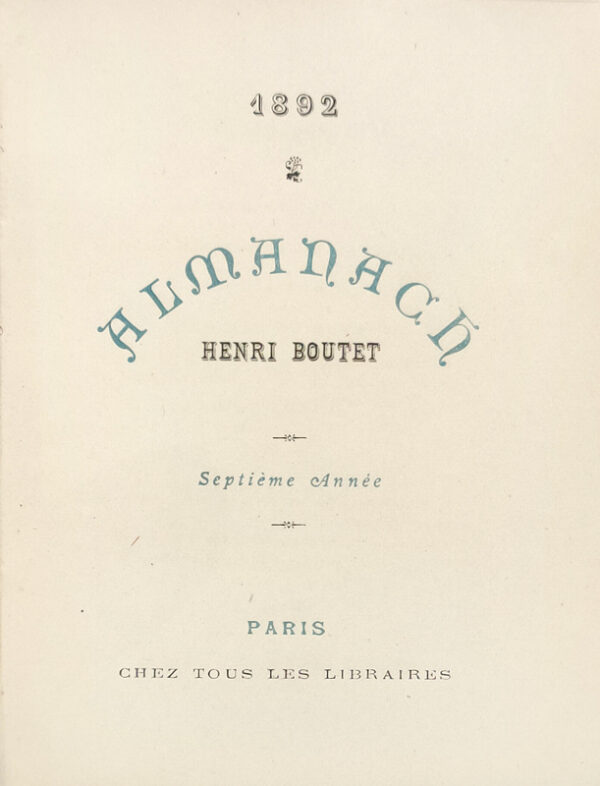 1892
ALMANACH
HENRI BOUTET
Septième Année
PARIS
CHEZ TOUS LES LIBRAIRES